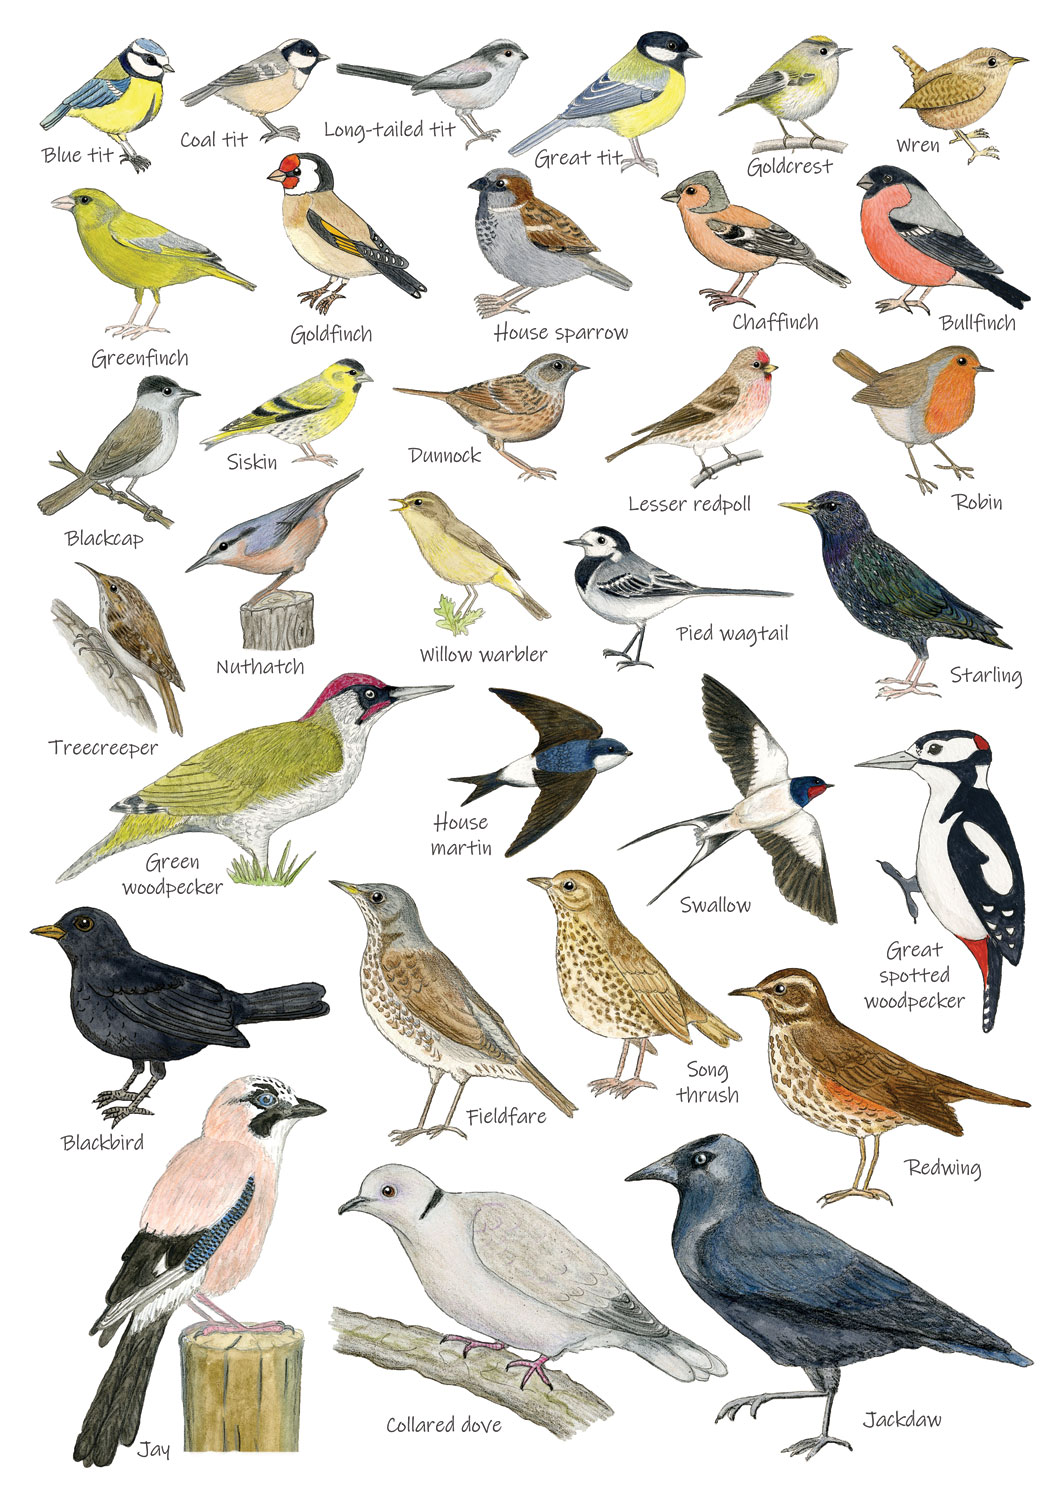 Blue tit
Coal tit
Long-tailed tit
Great tit
Goldcrest
Wren
Greenfinch
Goldfinch
House sparrow
Chaffinch
Bullfinch
Blackcap
Siskin
Dunnock
Lesser redpoll
Robin
Treecreeper
Nuthatch
Willow warbler
Pied wagtail
Starling
Green
woodpecker
House
martin
Swallow
Great
spotted
woodpecker
Blackbird
Fieldfare
Song
thrush
Redwing
Jay
Collared dove
Jackdaw